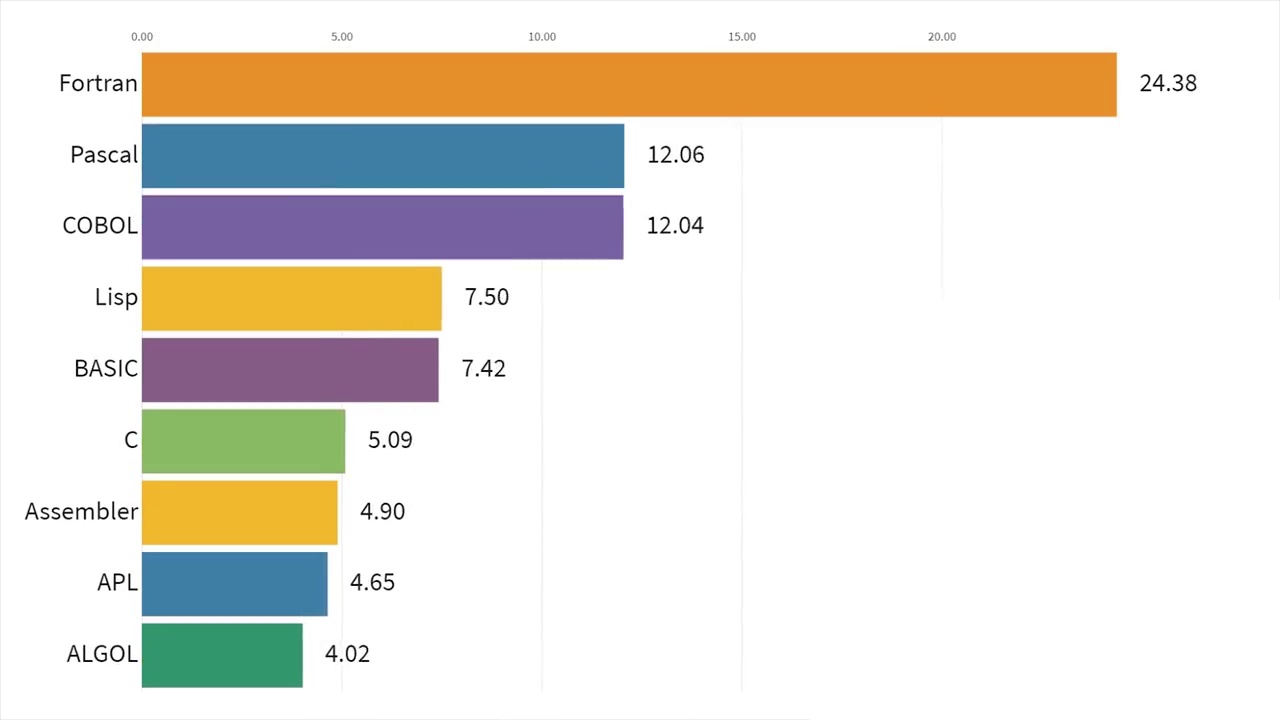 0.00 5.00 10.00 15.00 20.00
Fortran 24.38
Pascal 12.06
COBOL 12.04
Lisp 7.50
BASIC 7.42
C 5.09
Assembler 4.90
APL 4.65
ALGOL 4.02